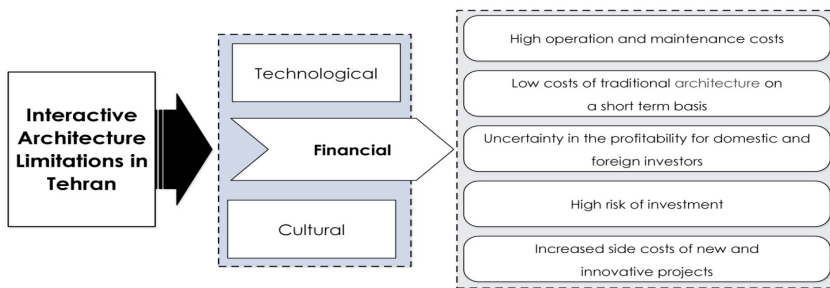 Interactive
Architecture
Limitations in
Tehran
Technological
Financial
Cultural
High operation and maintenance costs
Low costs of traditional architecture on
a short term basis
Uncertainty in the profitability for domestic and
foreign investors
High risk of investment
Increased side costs of new and
innovative projects